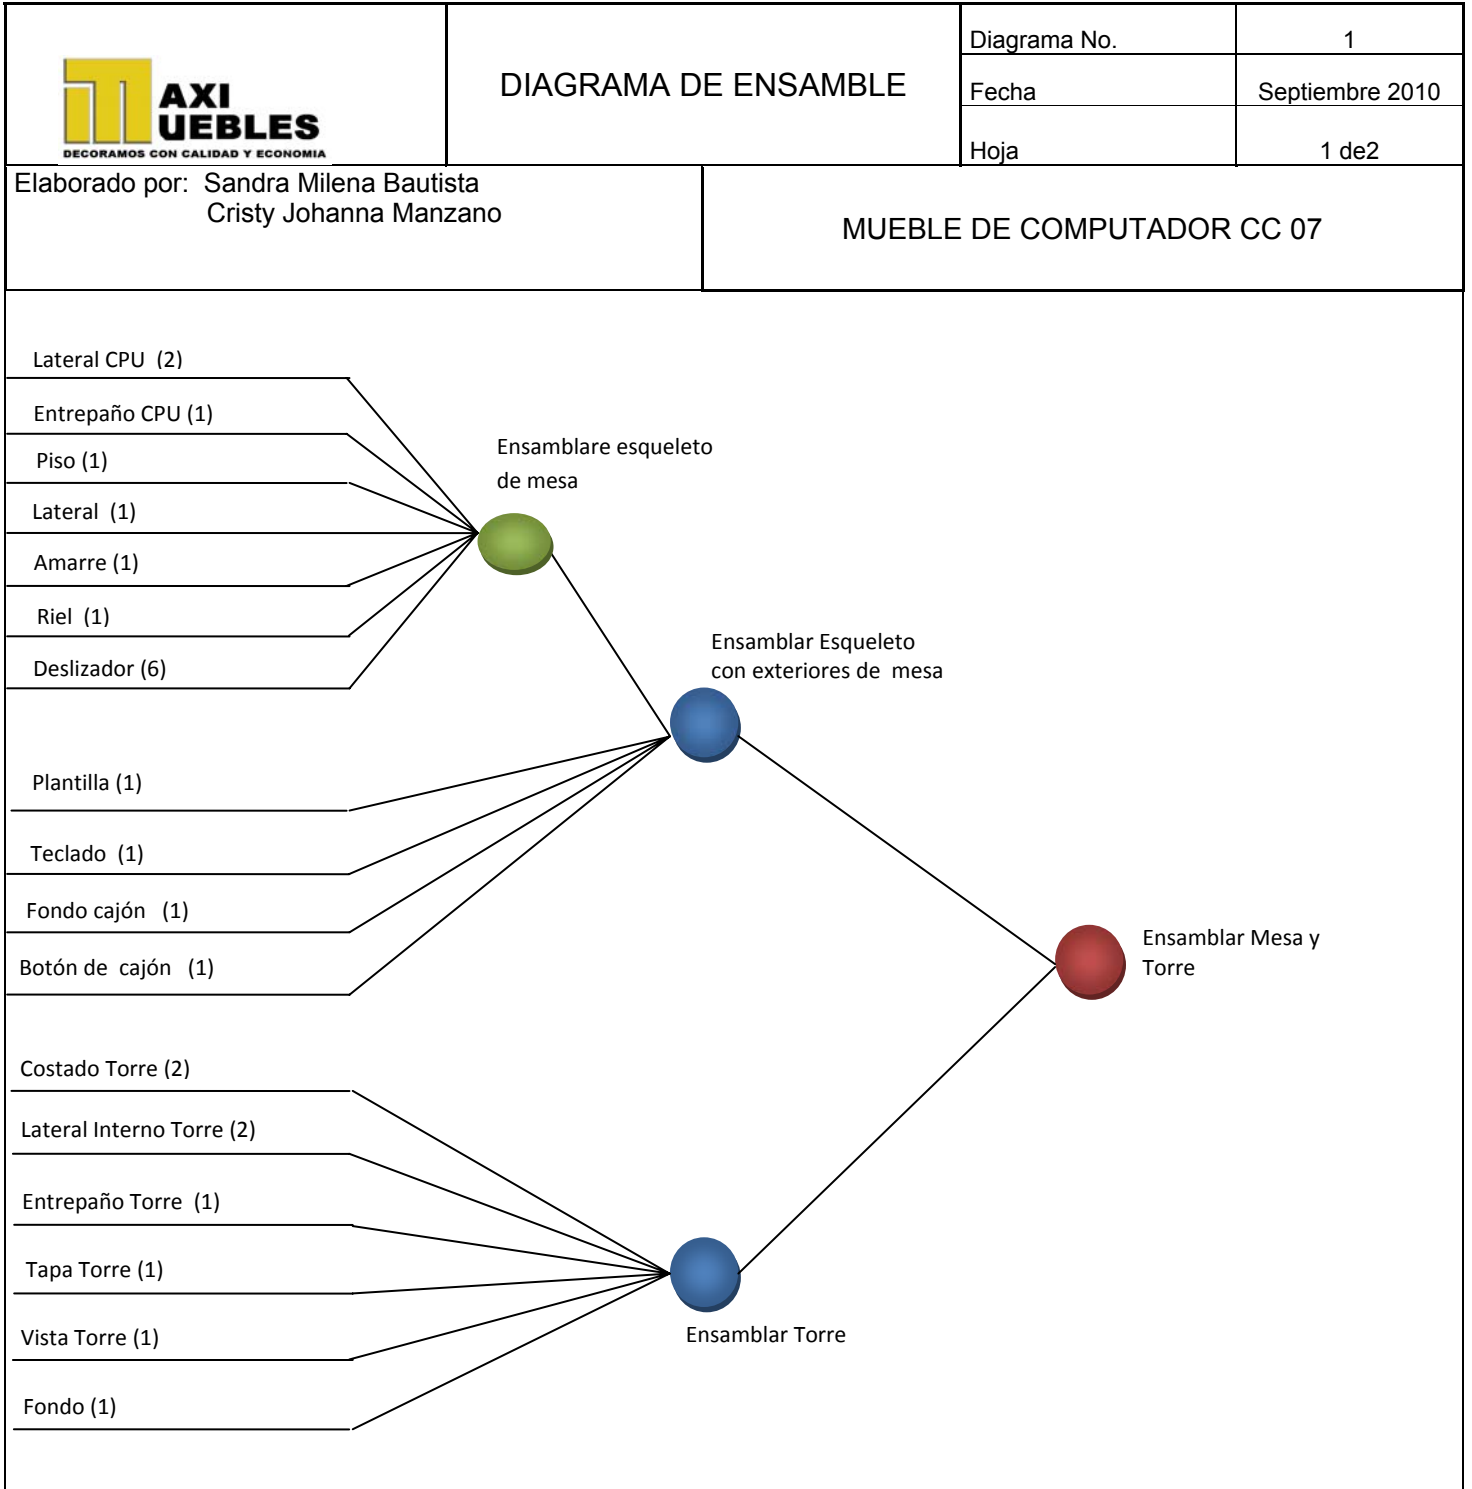 AXI
UEBLES
DECORAMOS CON CALIDAD Y ECONOMIA
DIAGRAMA DE ENSAMBLE
Diagrama No. 1
Fecha Septiembre 2010
Hoja 1 de2
Elaborado por: Sandra Milena Bautista
Cristy Johanna Manzano
MUEBLE DE COMPUTADOR CC 07
Lateral CPU (2)
Entrepaño CPU (1)
Piso (1)
Lateral (1)
Amarre (1)
Riel (1)
Deslizador (6)
Ensamblare esqueleto
de mesa
Ensamblar Esqueleto
con exteriores de mesa
Plantilla (1)
Teclado (1)
Fondo cajón (1)
Botón de cajón (1)
Ensamblar Mesa y
Torre
Costado Torre (2)
Lateral Interno Torre (2)
Entrepaño Torre (1)
Tapa Torre (1)
Vista Torre (1)
Fondo (1)
Ensamblar Torre